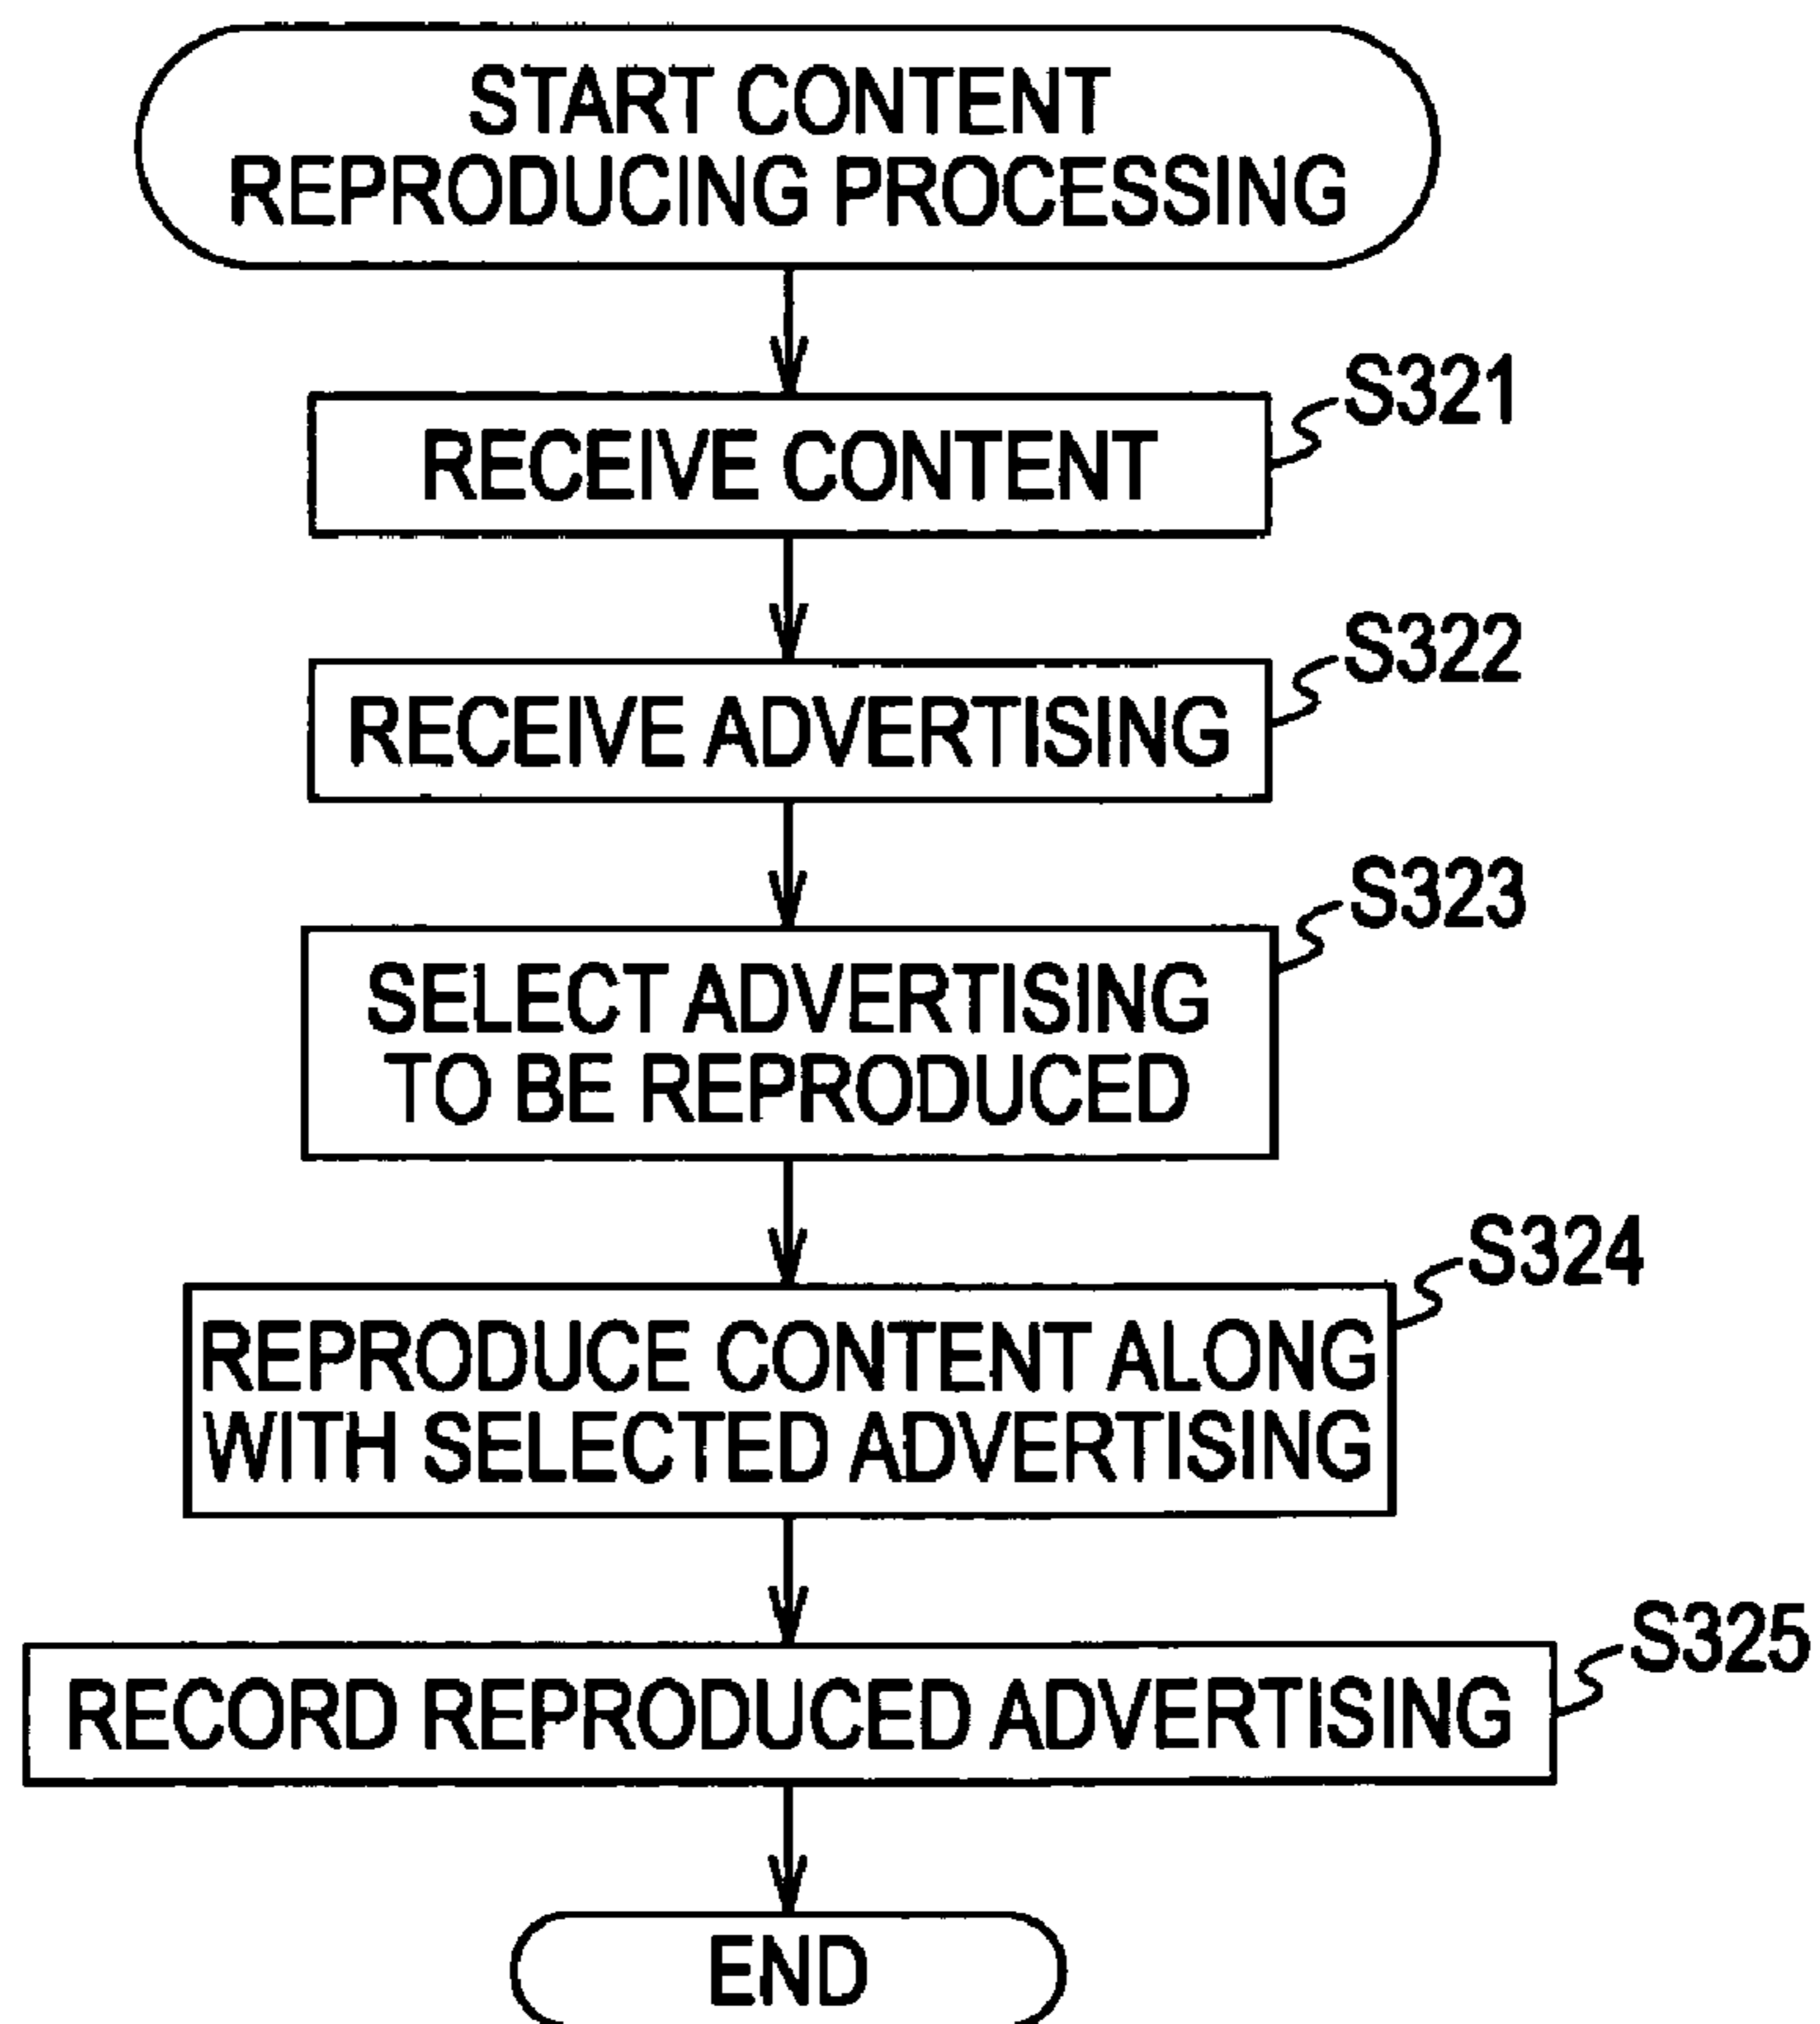 START CONTENT
REPRODUCING PROCESSING
S321
RECEIVE CONTENT
S322
RECEIVE ADVERTISING
S323
SELECT ADVERTISING
TO BE REPRODUCED
S324
REPRODUCE CONTENT ALONG
WITH SELECTED ADVERTISING
S325
RECORD REPRODUCED ADVERTISING
END